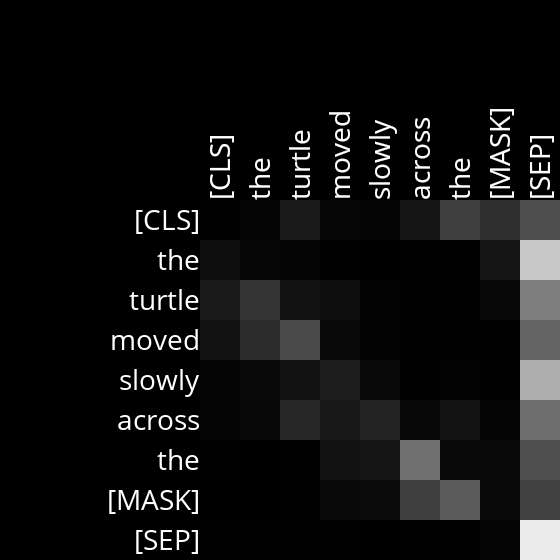 [CLS] the turtle moved slowly across the [MASK] [SEP]
[CLS]
the
turtle
moved
slowly
across
the
[MASK]
[SEP]